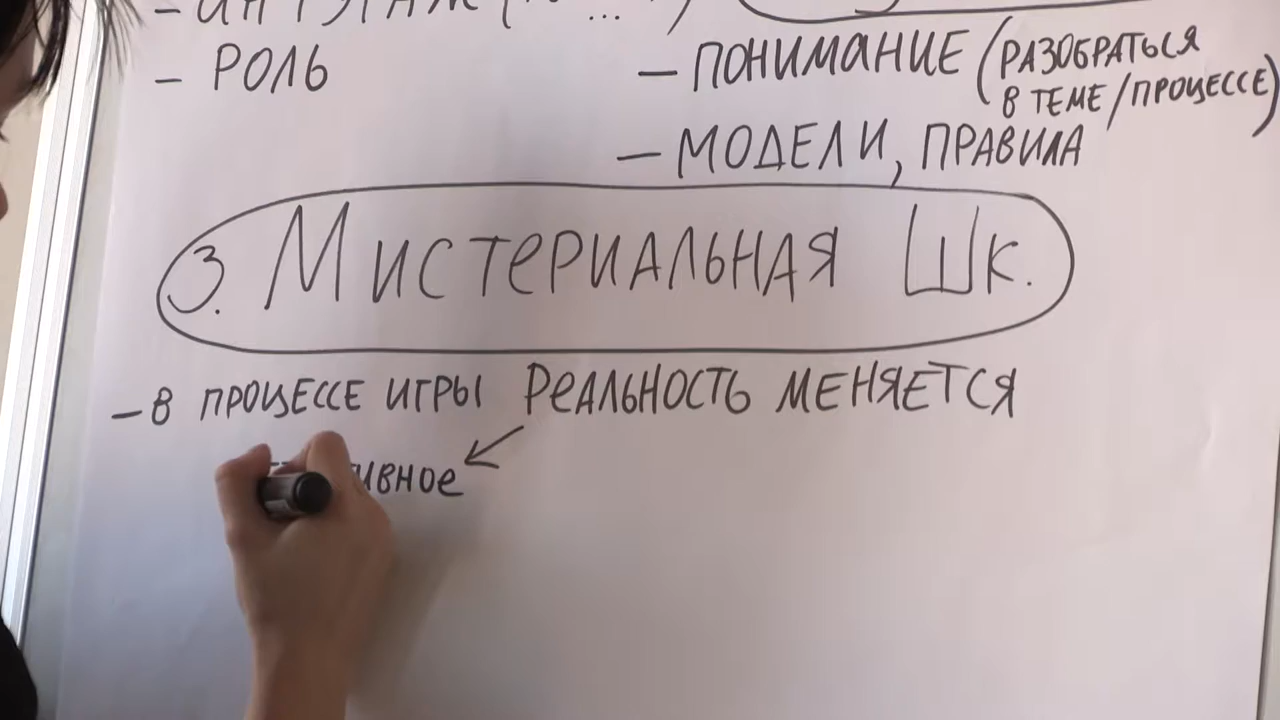 – РОЛЬ
– ПОНИМАНИЕ (РАЗОБРАТЬСЯ
В ТЕМЕ/ПРОЦЕССЕ)
– МОДЕЛИ, ПРАВИЛА
3. МИСТЕРИАЛЬНАЯ ШК.
– В ПРОЦЕССЕ ИГРЫ РЕАЛЬНОСТЬ МЕНЯЕТСЯ